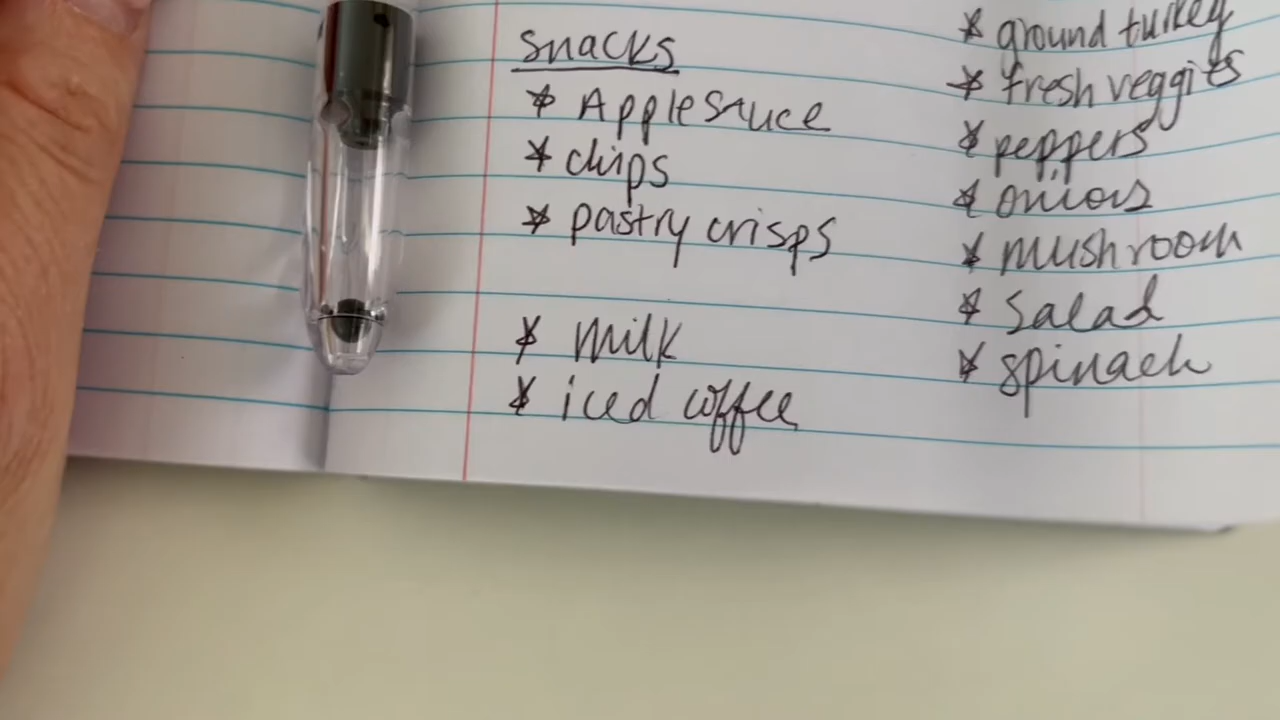 snacks
* Applesauce
* chips
* pastry crisps
* milk
* iced coffee
* ground turkey
* fresh veggies
* peppers
* onions
* mushroom
* salad
* spinach